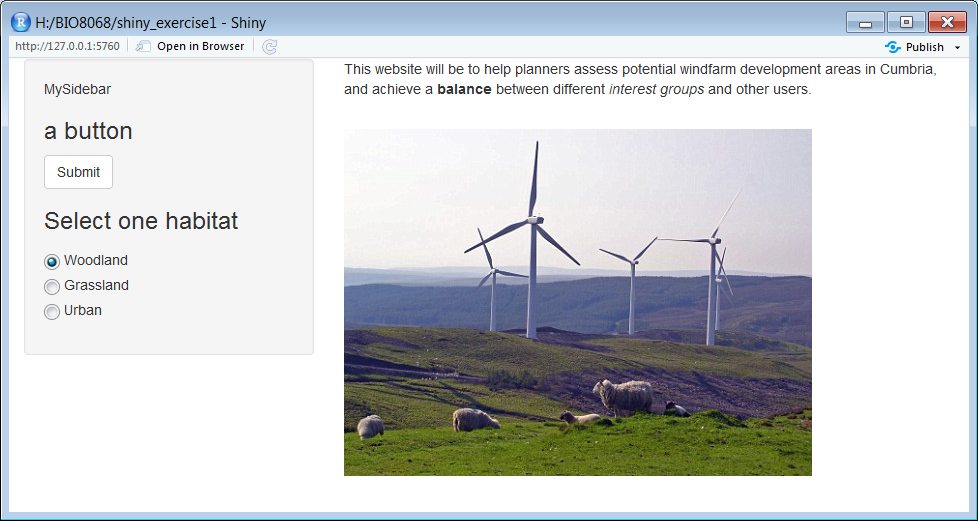 H:/BIO8068/shiny_exercise1 - Shiny
http://127.0.0.1:5760 Open in Browser Publish
MySidebar
a button
Submit
Select one habitat
Woodland
Grassland
Urban
This website will be to help planners assess potential windfarm development areas in Cumbria,
and achieve a balance between different interest groups and other users.